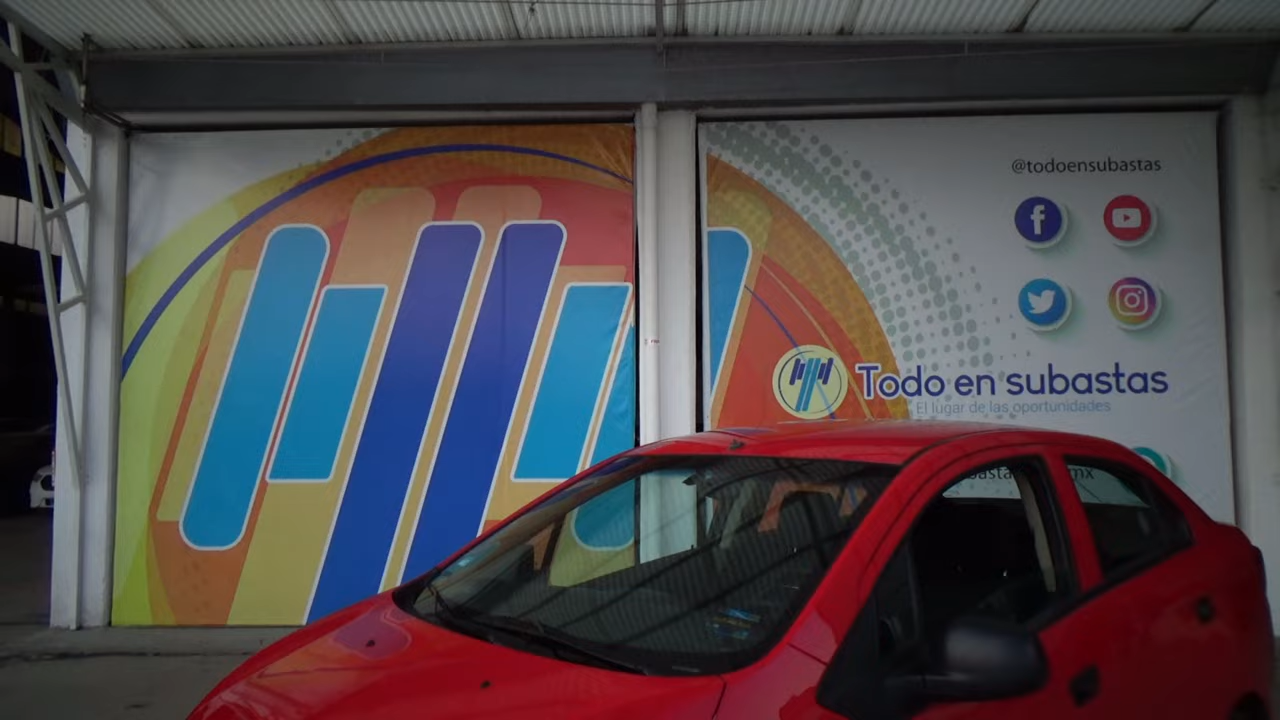 @todoensubastas
Todo en subastas
El lugar de las oportunidades